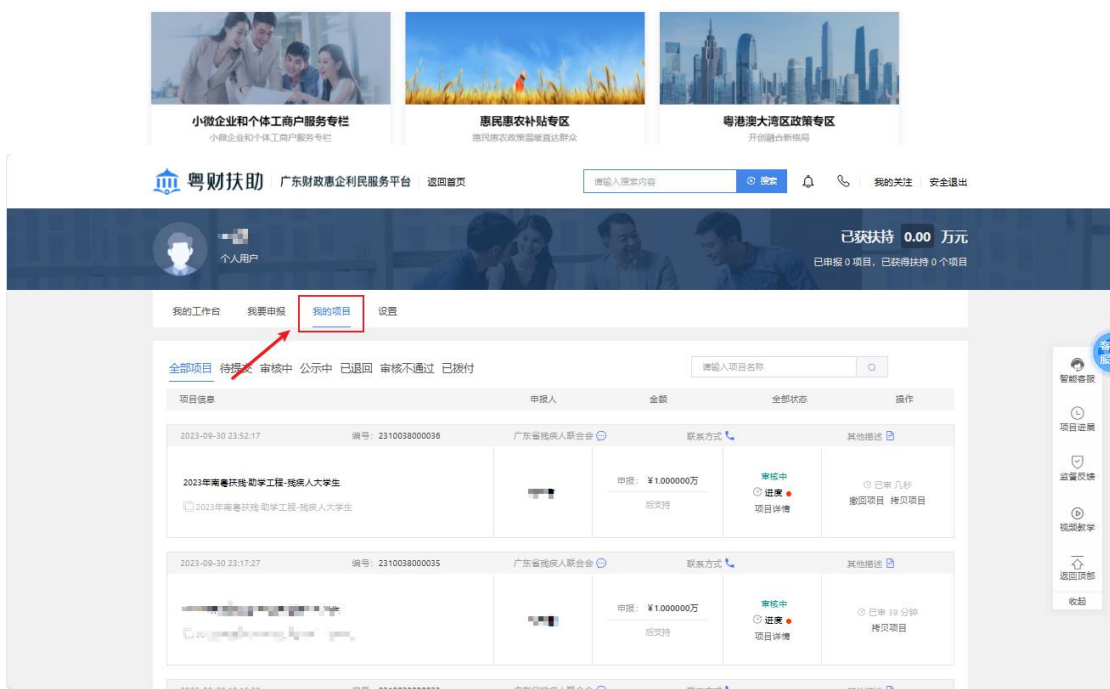 小微企业和个体工商户服务专栏
小微企业和个体工商户服务专栏
惠民惠农补贴专区
惠民惠农政策温暖直达群众
粤港澳大湾区政策专区
开创融合新格局
粤财扶助 广东财政惠企利民服务平台 返回首页 请输入搜索内容 搜索 我的关注 安全退出
个人用户
已获扶持 0.00 万元
已申报 0 项目，已获得扶持 0 个项目
我的工作台 我要申报 我的项目 设置
全部项目 待提交 审核中 公示中 已退回 审核不通过 已拨付 请输入项目名称
项目信息 申报人 金额 全部状态 操作
2023-09-30 23:52:17 编号：2310038000036 广东省残疾人联合会 联系方式 其他描述
2023年南粤扶残助学工程-残疾人大学生
2023年南粤扶残助学工程-残疾人大学生
申报：¥1.000000万
后支持
审核中
进度
项目详情
已审 几秒
撤回项目 拷贝项目
2023-09-30 23:17:27 编号：2310038000035 广东省残疾人联合会 联系方式 其他描述
申报：¥1.000000万
后支持
审核中
进度
项目详情
已审 39 分钟
拷贝项目
智能客服
项目进展
监督反馈
视频教学
返回顶部
收起